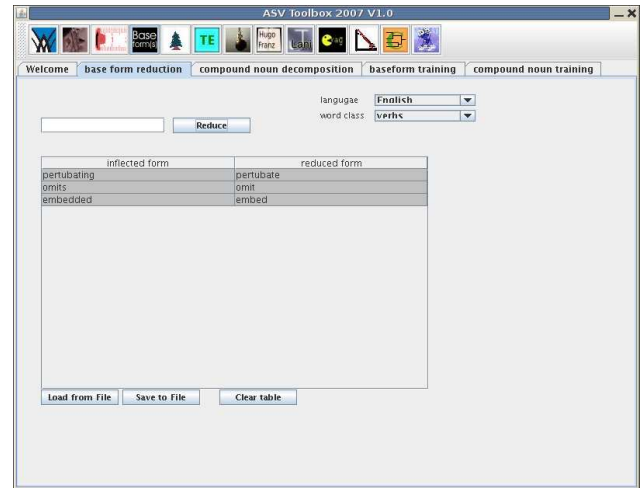 ASV Toolbox 2007 V1.0
Base form(s)
TE
Hugo Franz
Welcome
base form reduction
compound noun decomposition
baseform training
compound noun training
langugae English
word class verbs
Reduce
inflected form reduced form
pertubating pertubate
omits omit
embedded embed
Load from File Save to File Clear table